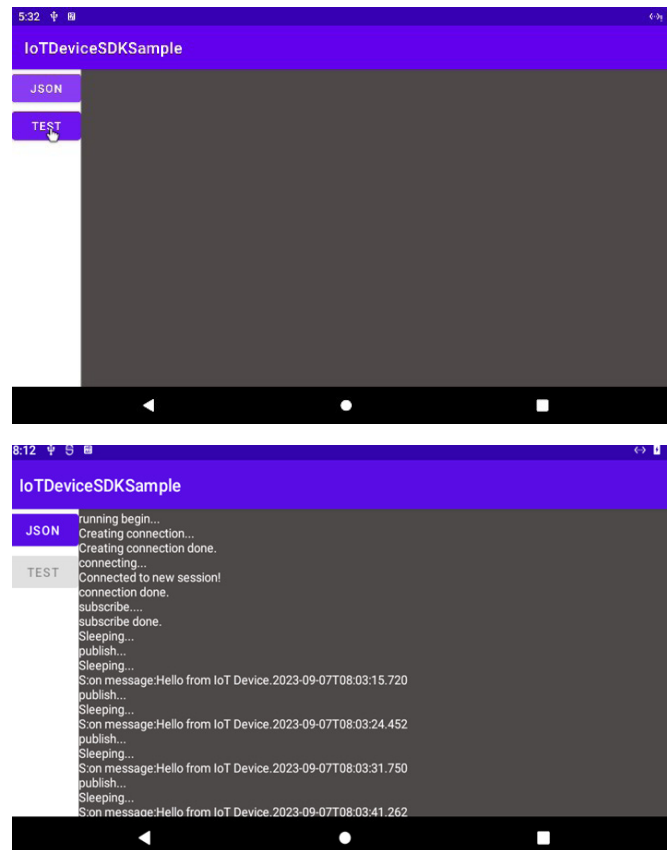 5:32
IoTDeviceSDKSample
JSON
TEST
8:12
IoTDeviceSDKSample
JSON
TEST
running begin...
Creating connection...
Creating connection done.
connecting...
Connected to new session!
connection done.
subscribe....
subscribe done.
Sleeping...
publish...
Sleeping...
S:on message:Hello from IoT Device.2023-09-07T08:03:15.720
publish...
Sleeping...
S:on message:Hello from IoT Device.2023-09-07T08:03:24.452
publish...
Sleeping...
S:on message:Hello from IoT Device.2023-09-07T08:03:31.750
publish...
Sleeping...
S:on message:Hello from IoT Device.2023-09-07T08:03:41.262